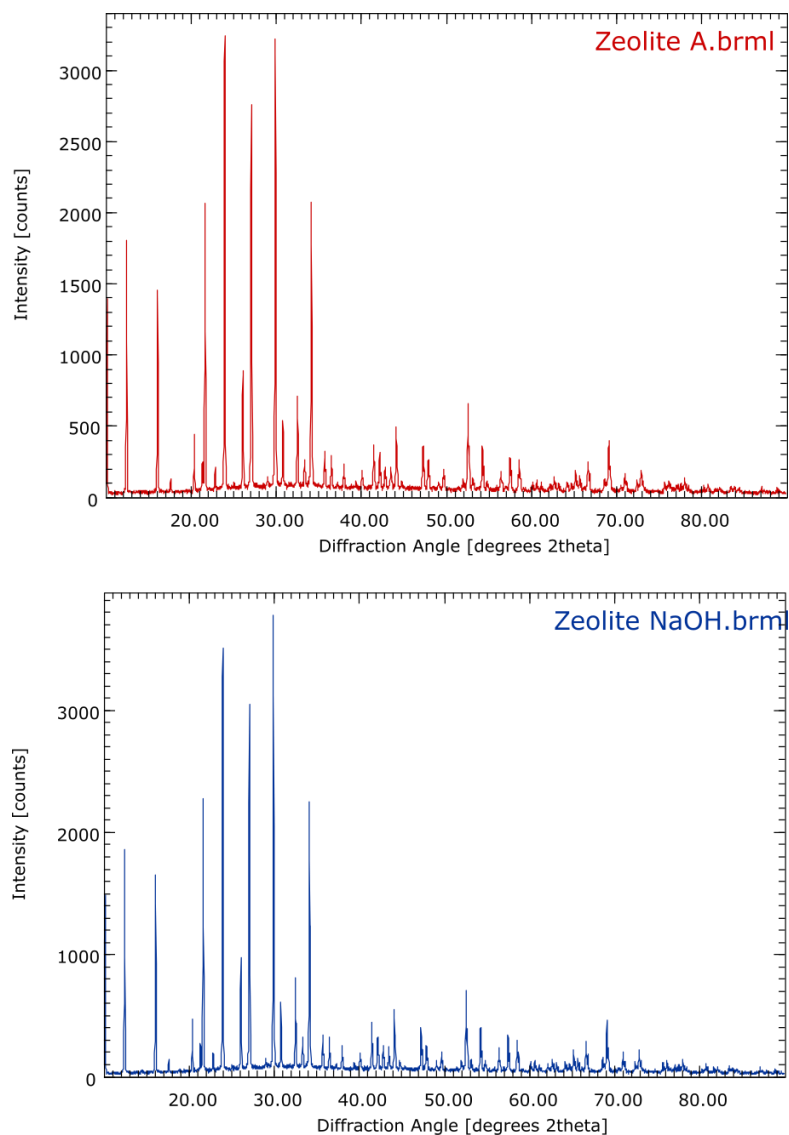 Zeolite A.brml
3000
2500
2000
1500
1000
500
0
Intensity [counts]
20.00 30.00 40.00 50.00 60.00 70.00 80.00
Diffraction Angle [degrees 2theta]
Zeolite NaOH.brml
3000
2000
1000
0
Intensity [counts]
20.00 30.00 40.00 50.00 60.00 70.00 80.00
Diffraction Angle [degrees 2theta]